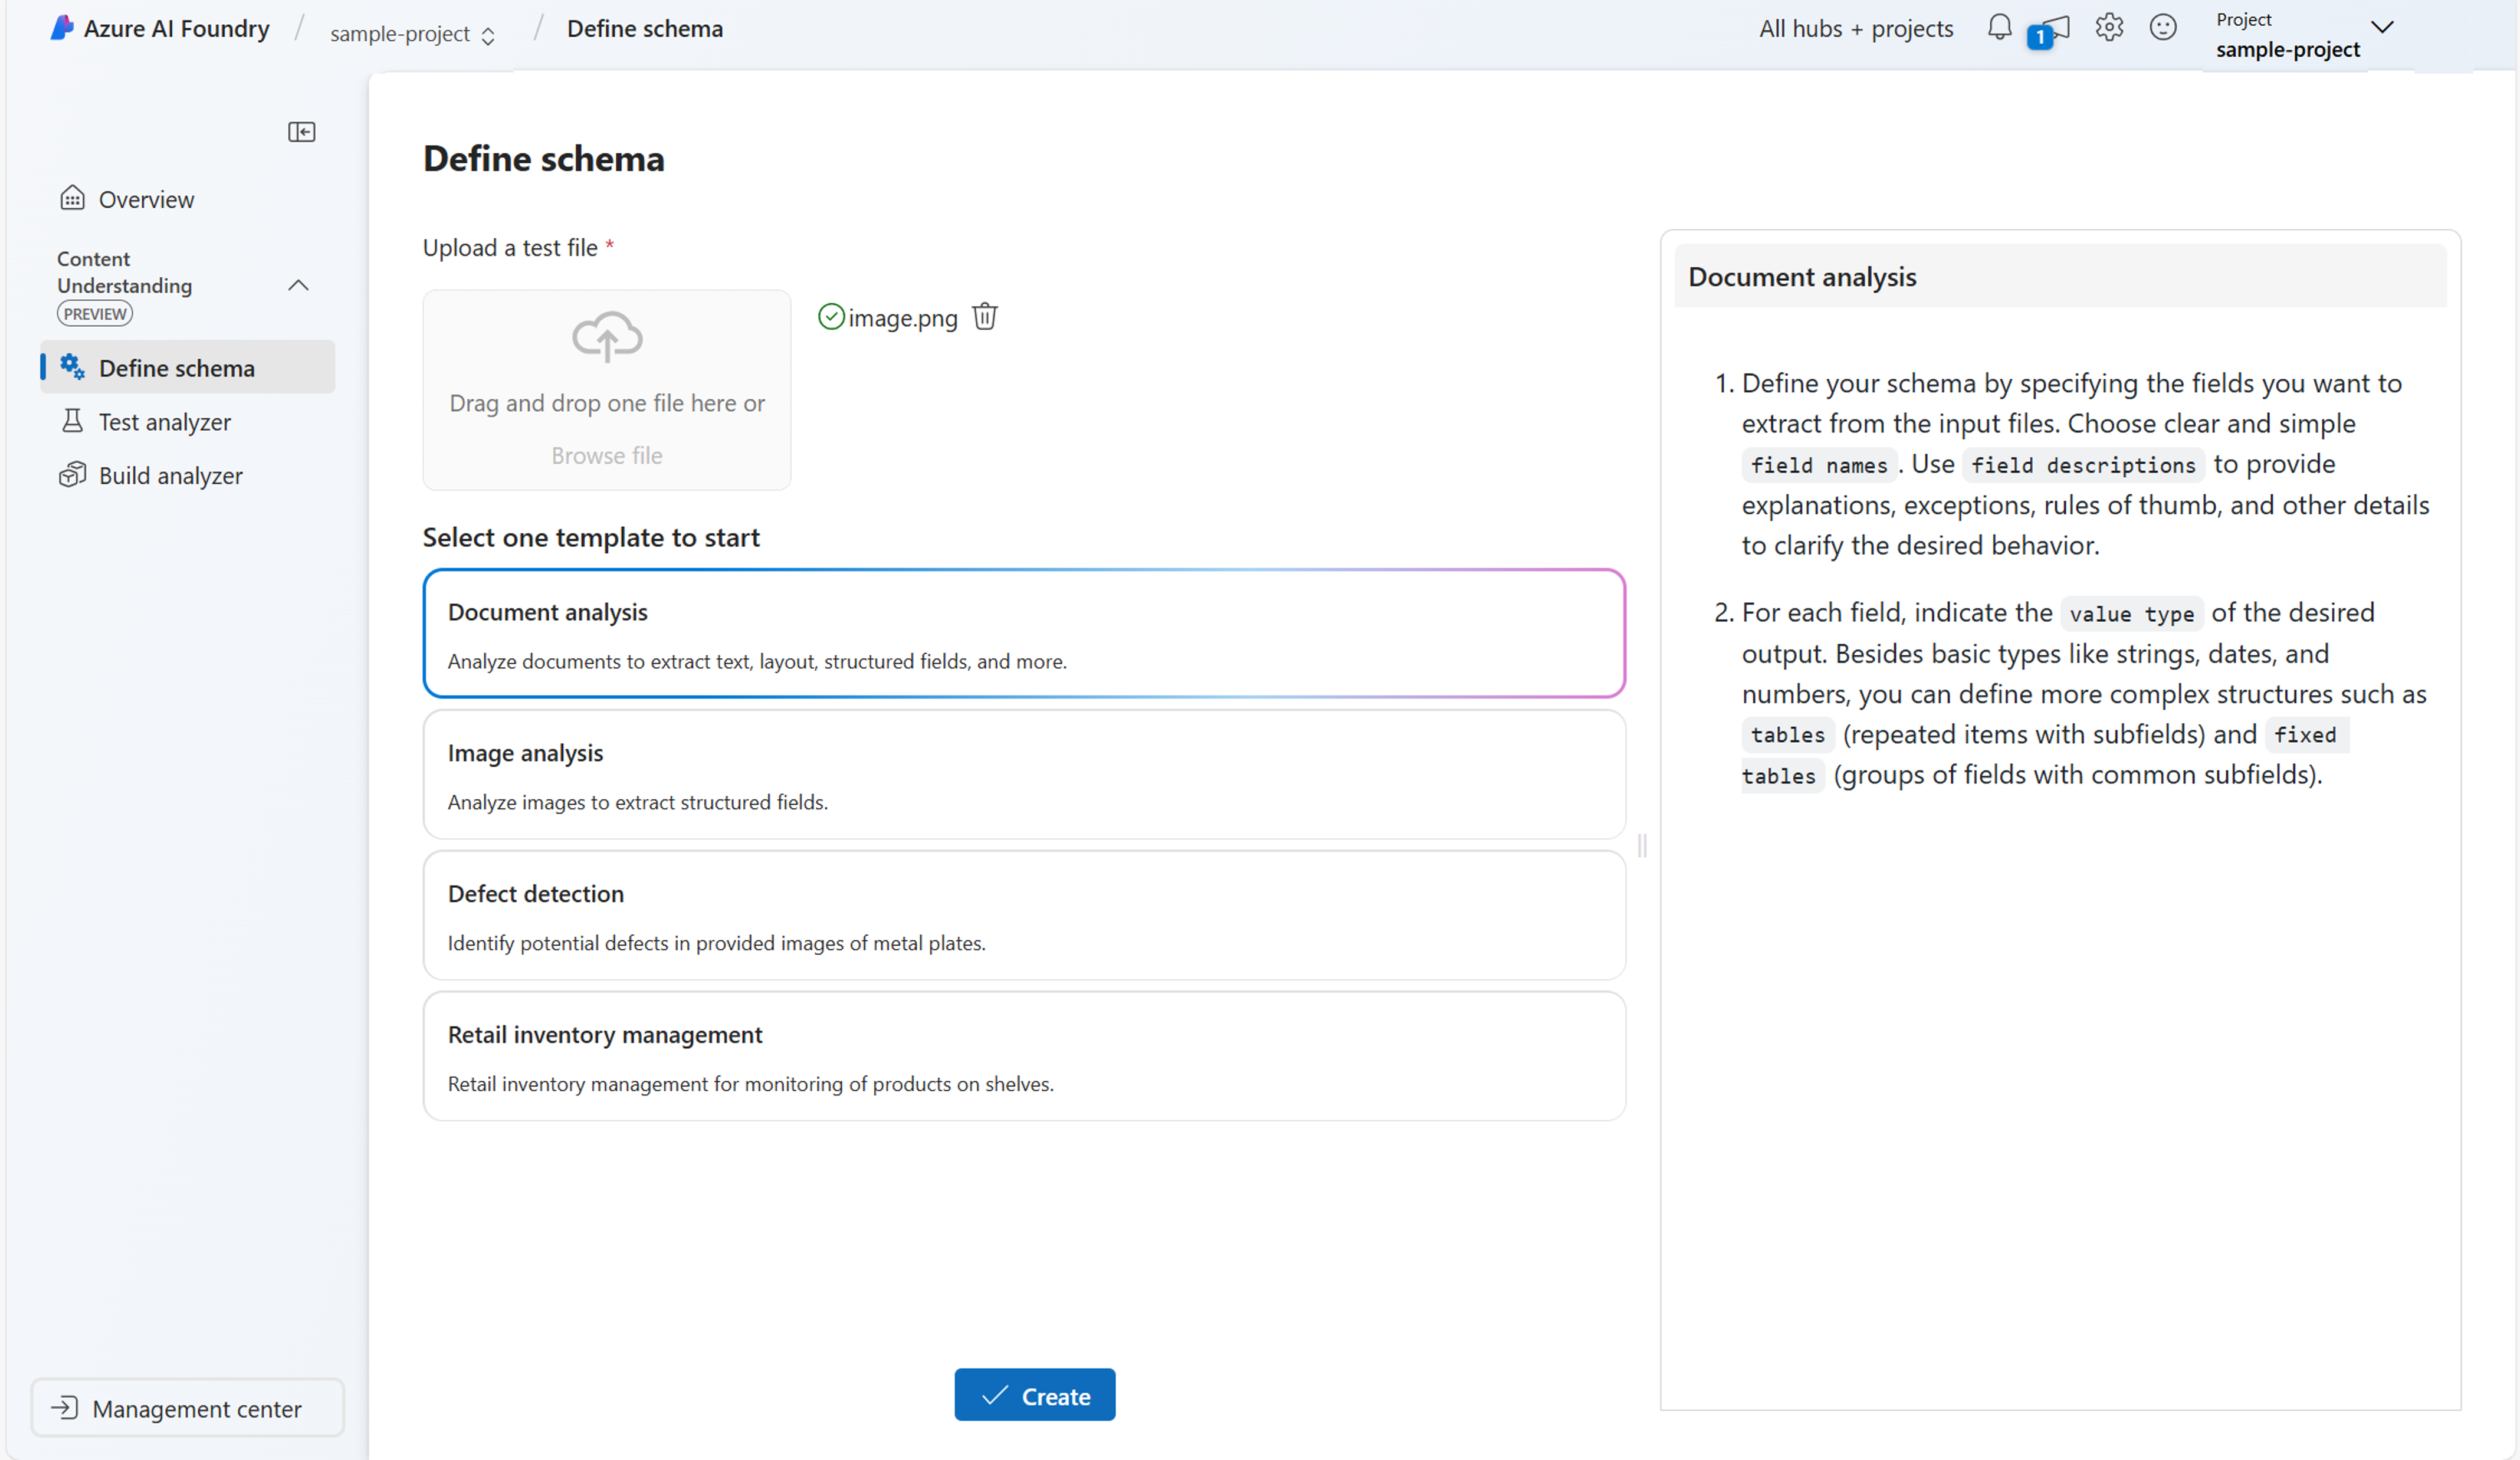 Azure AI Foundry / sample-project / Define schema
All hubs + projects
1
Project
sample-project
Overview
Content
Understanding
PREVIEW
Define schema
Test analyzer
Build analyzer
Management center
Define schema
Upload a test file *
Drag and drop one file here or
Browse file
image.png
Select one template to start
Document analysis
Analyze documents to extract text, layout, structured fields, and more.
Image analysis
Analyze images to extract structured fields.
Defect detection
Identify potential defects in provided images of metal plates.
Retail inventory management
Retail inventory management for monitoring of products on shelves.
Create
Document analysis
1. Define your schema by specifying the fields you want to
extract from the input files. Choose clear and simple
field names . Use field descriptions to provide
explanations, exceptions, rules of thumb, and other details
to clarify the desired behavior.
2. For each field, indicate the value type of the desired
output. Besides basic types like strings, dates, and
numbers, you can define more complex structures such as
tables (repeated items with subfields) and fixed
tables (groups of fields with common subfields).